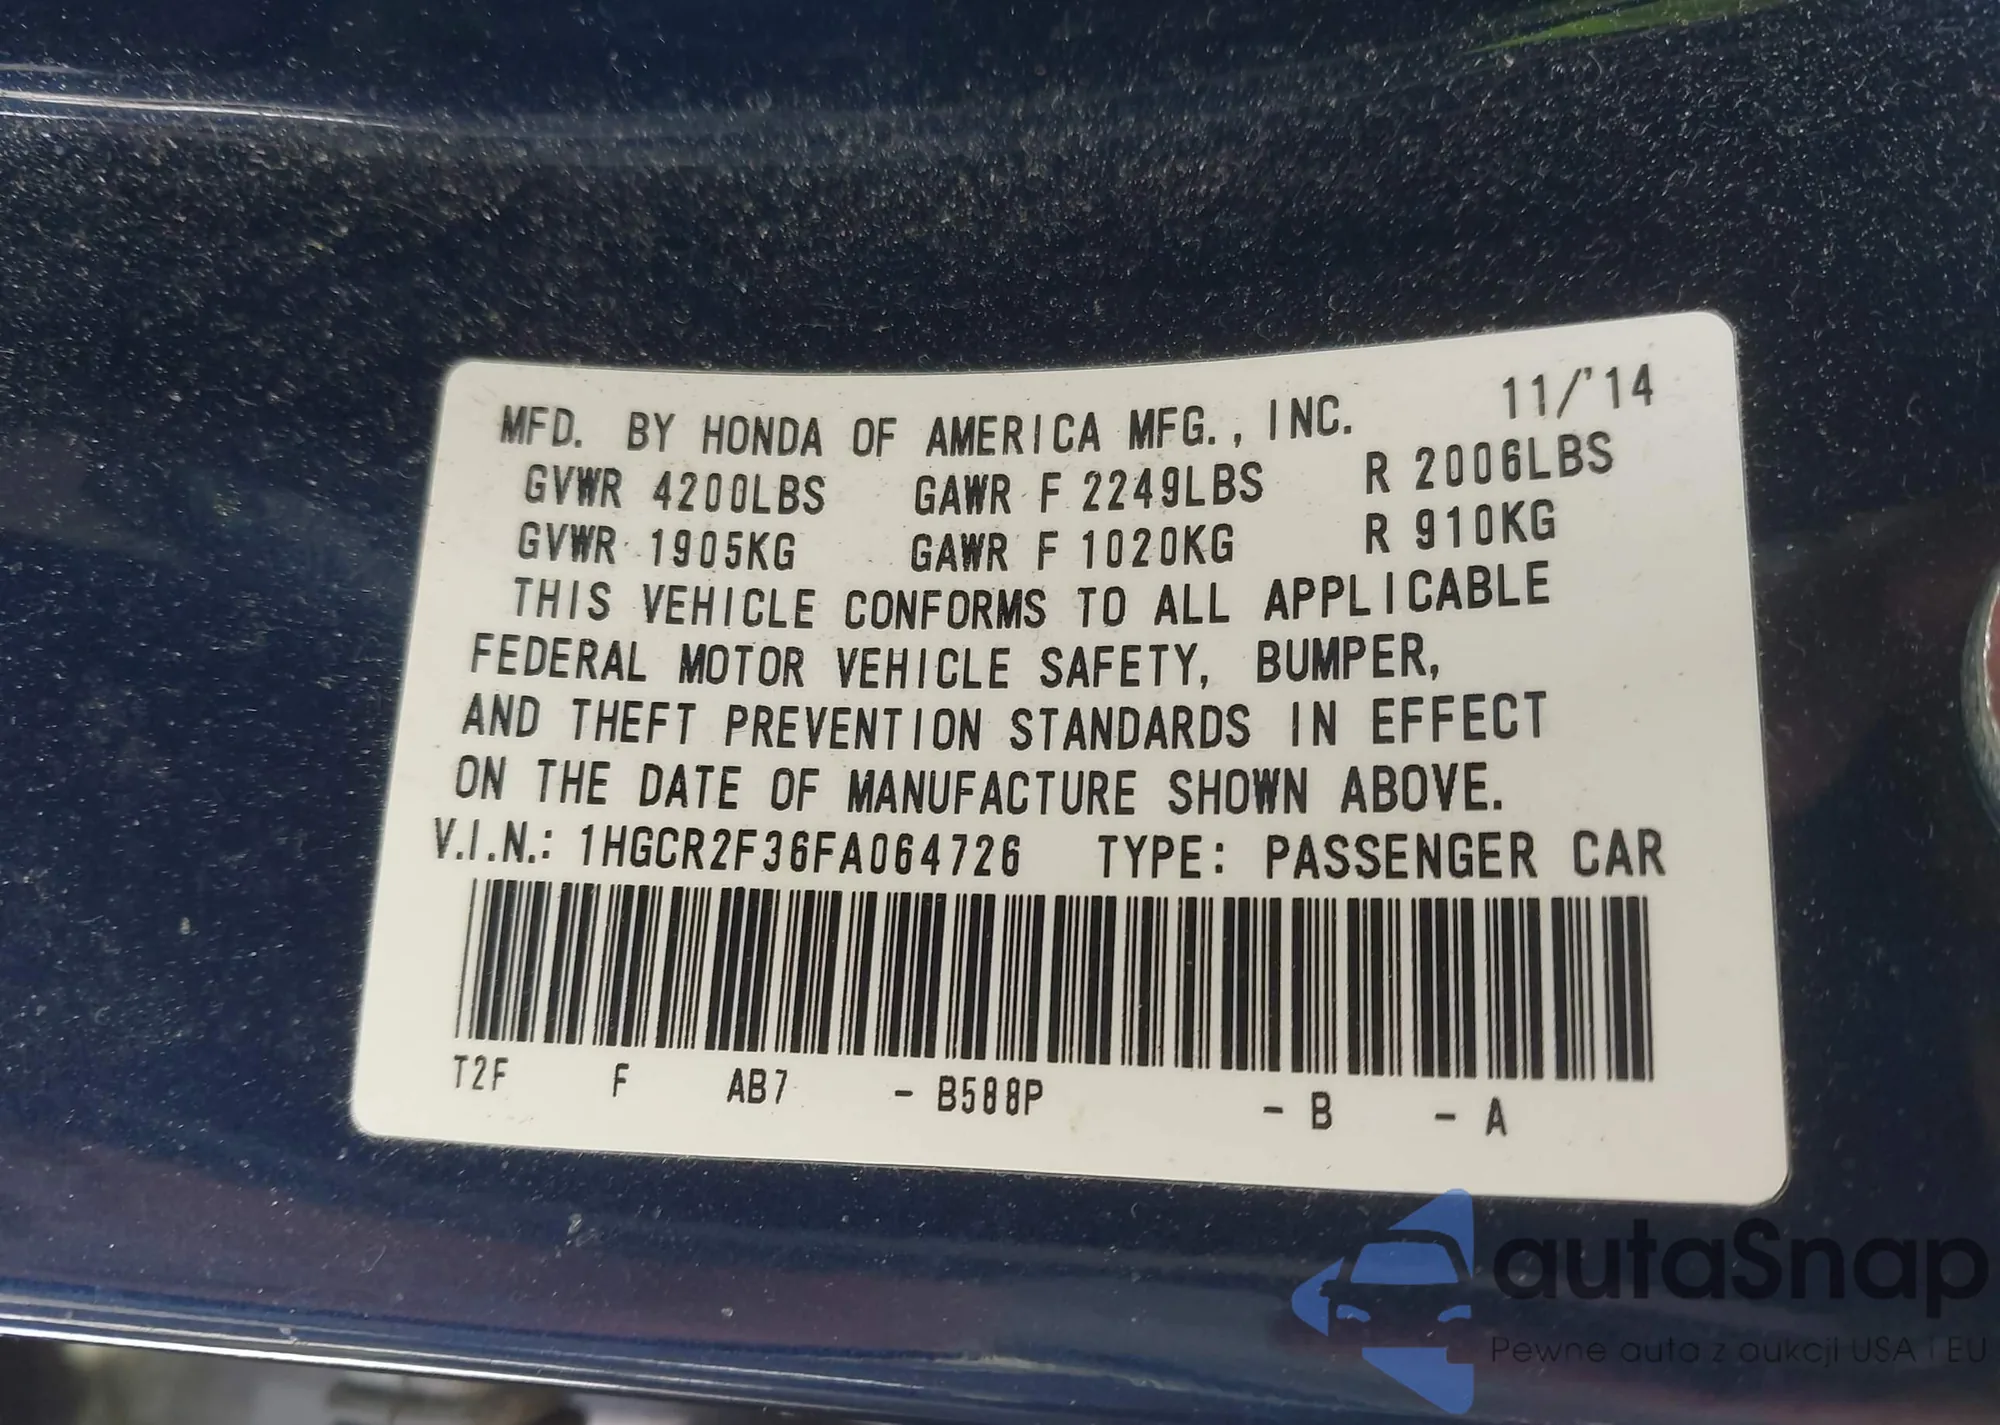 MFD. BY HONDA OF AMERICA MFG., INC. 11/'14
GVWR 4200LBS GAWR F 2249LBS R 2006LBS
GVWR 1905KG GAWR F 1020KG R 910KG
THIS VEHICLE CONFORMS TO ALL APPLICABLE
FEDERAL MOTOR VEHICLE SAFETY, BUMPER,
AND THEFT PREVENTION STANDARDS IN EFFECT
ON THE DATE OF MANUFACTURE SHOWN ABOVE.
V.I.N.: 1HGCR2F36FA064726 TYPE: PASSENGER CAR
T2F F AB7 - B588P - B - A
autaSnap
Pewne auta z aukcji USA i EU